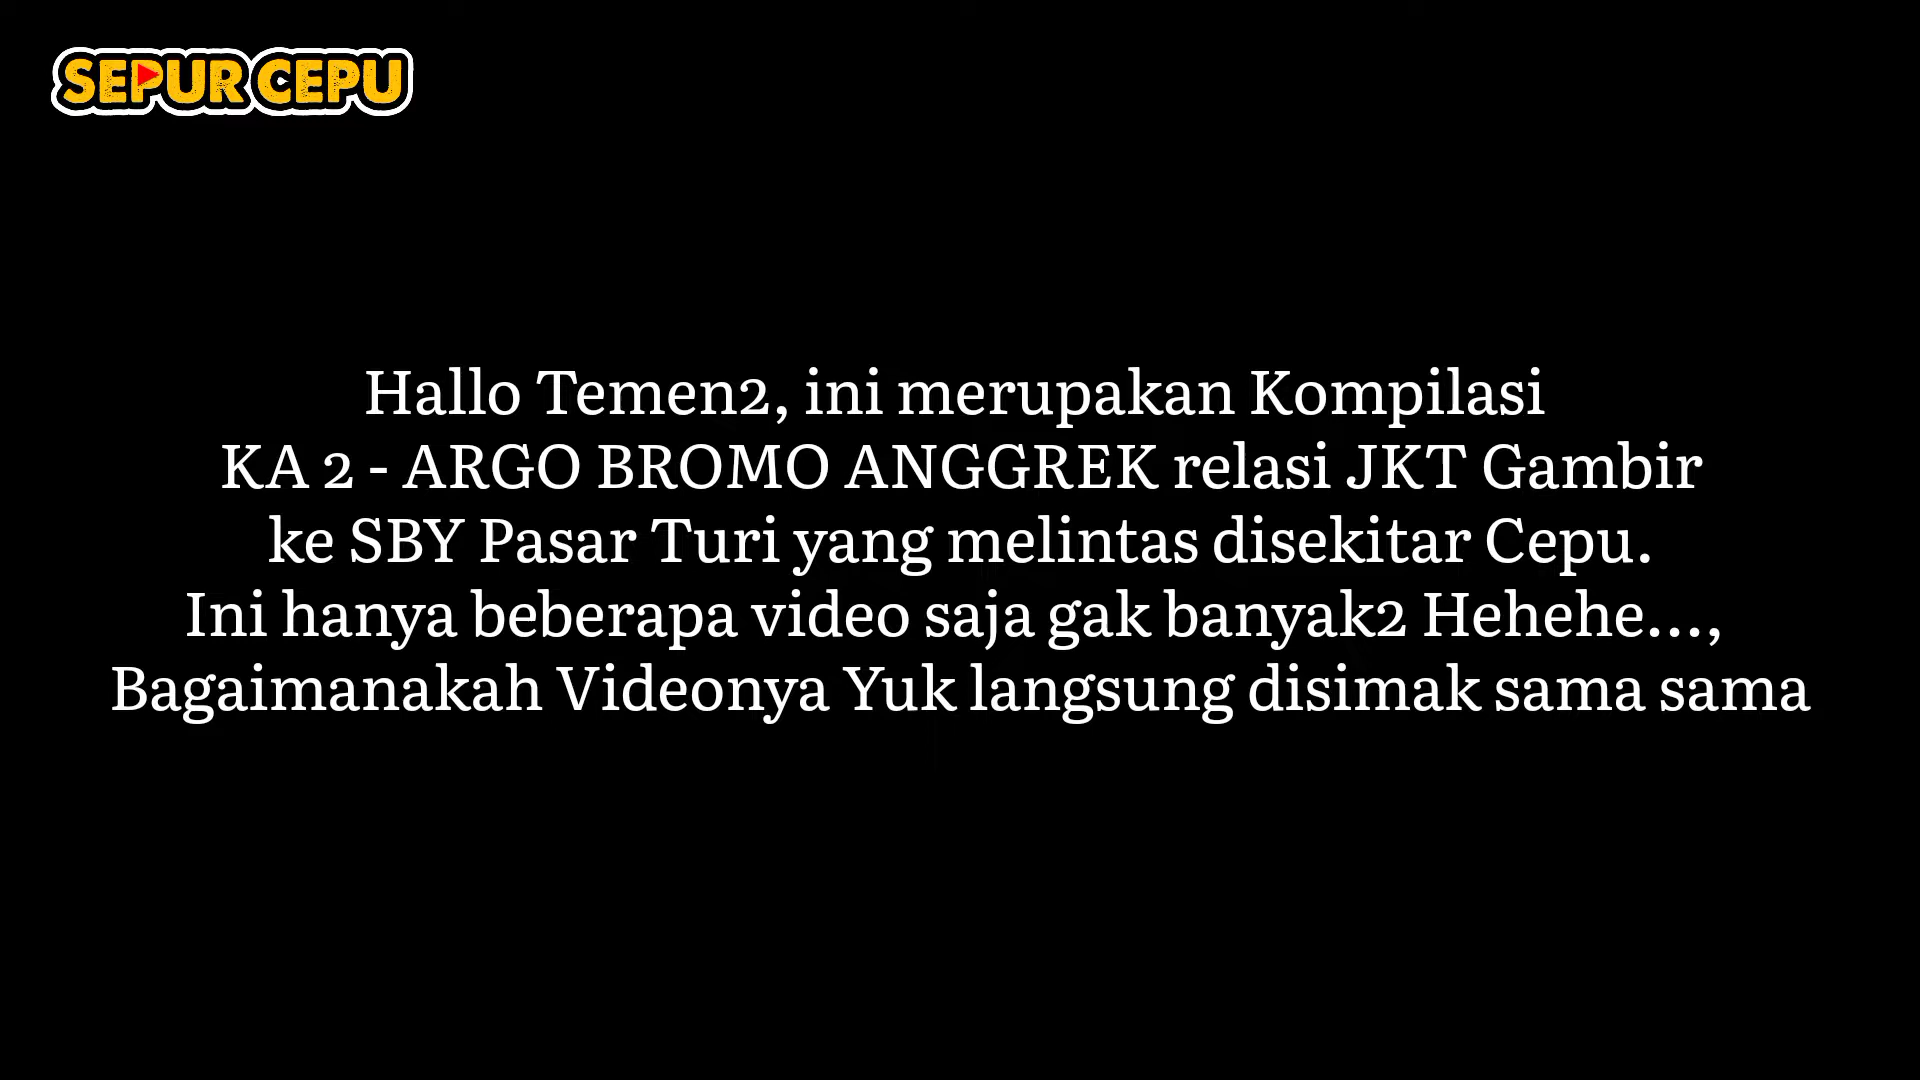 SEPUR CEPU
Hallo Temen2, ini merupakan Kompilasi
KA 2 - ARGO BROMO ANGGREK relasi JKT Gambir
ke SBY Pasar Turi yang melintas disekitar Cepu.
Ini hanya beberapa video saja gak banyak2 Hehehe...,
Bagaimanakah Videonya Yuk langsung disimak sama sama